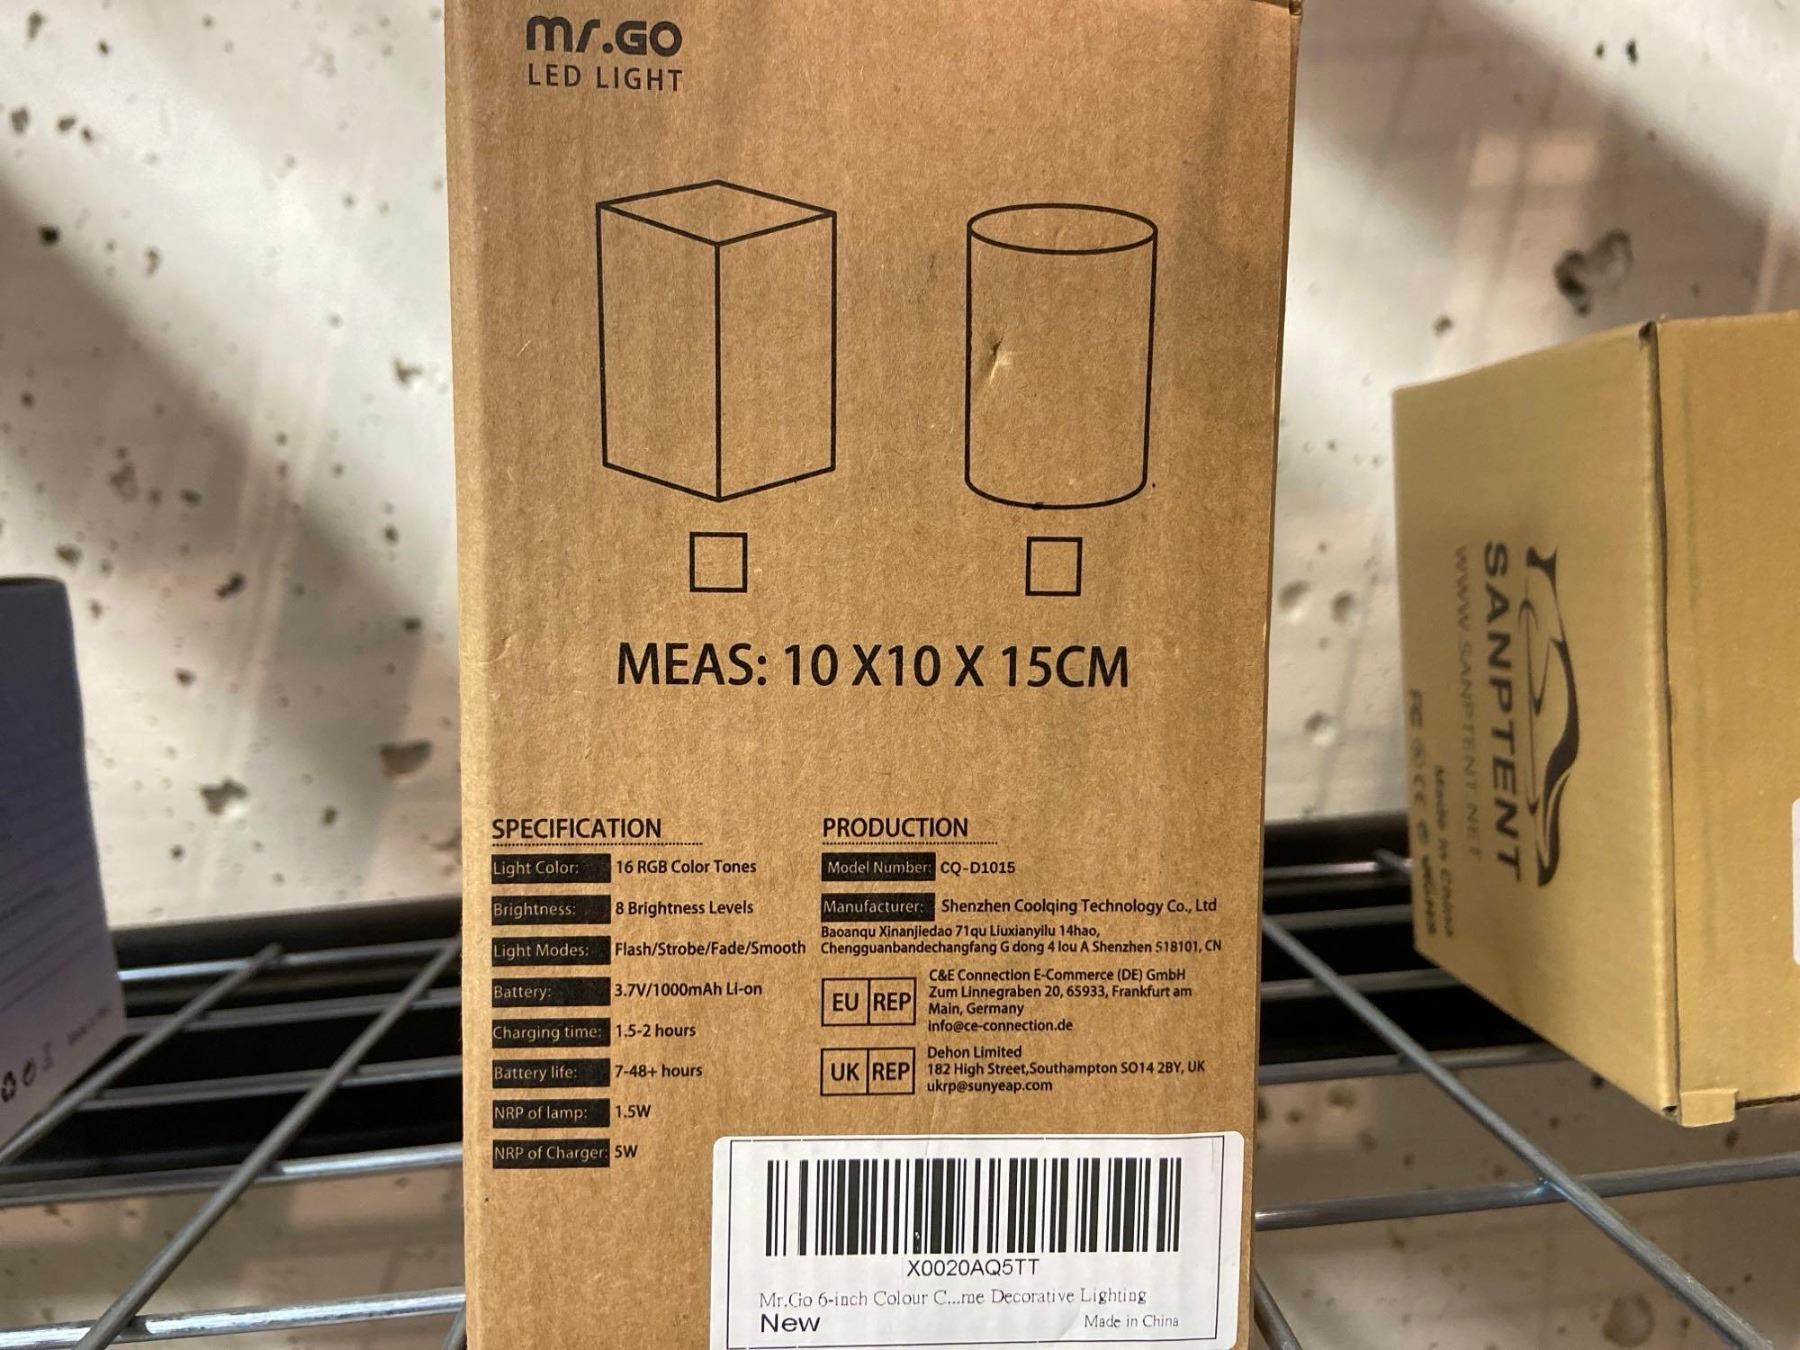 mr.GO
LED LIGHT
MEAS: 10 X10 X 15CM
SPECIFICATION
Light Color: 16 RGB Color Tones
Brightness: 8 Brightness Levels
Light Modes: Flash/Strobe/Fade/Smooth
Battery: 3.7V/1000mAh Li-on
Charging time: 1.5-2 hours
Battery life: 7-48+ hours
NRP of lamp: 1.5W
NRP of Charger: 5W
PRODUCTION
Model Number: CQ-D1015
Manufacturer: Shenzhen Coolqing Technology Co., Ltd
Baoanqu Xinanjiedao 71qu Liuxianyilu 14hao,
Chengguanbandechangfang G dong 4 lou A Shenzhen 518101, CN
EU REP
C&E Connection E-Commerce (DE) GmbH
Zum Linnegraben 20, 65933, Frankfurt am
Main, Germany
info@ce-connection.de
UK REP
Dehon Limited
182 High Street,Southampton SO14 2BY, UK
ukrp@sunyeap.com
X0020AQ5TT
Mr.Go 6-inch Colour C...me Decorative Lighting
New
Made in China
SANPTENT
WWW.SANPTENT.NET
Made in China